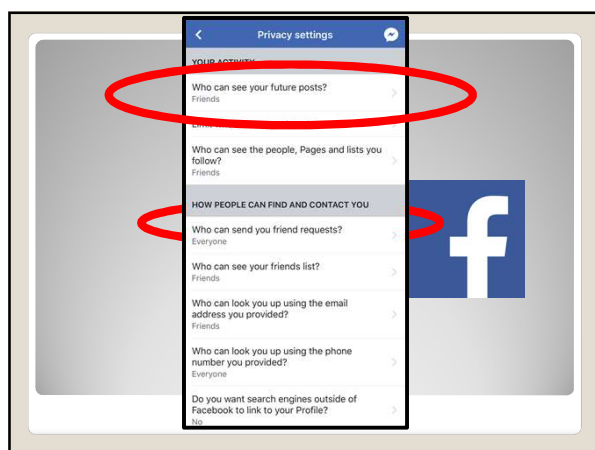 Privacy settings
YOUR ACTIVITY
Who can see your future posts?
Friends
Who can see the people, Pages and lists you
follow?
Friends
HOW PEOPLE CAN FIND AND CONTACT YOU
Who can send you friend requests?
Everyone
Who can see your friends list?
Friends
Who can look you up using the email
address you provided?
Friends
Who can look you up using the phone
number you provided?
Everyone
Do you want search engines outside of
Facebook to link to your Profile?
No
f